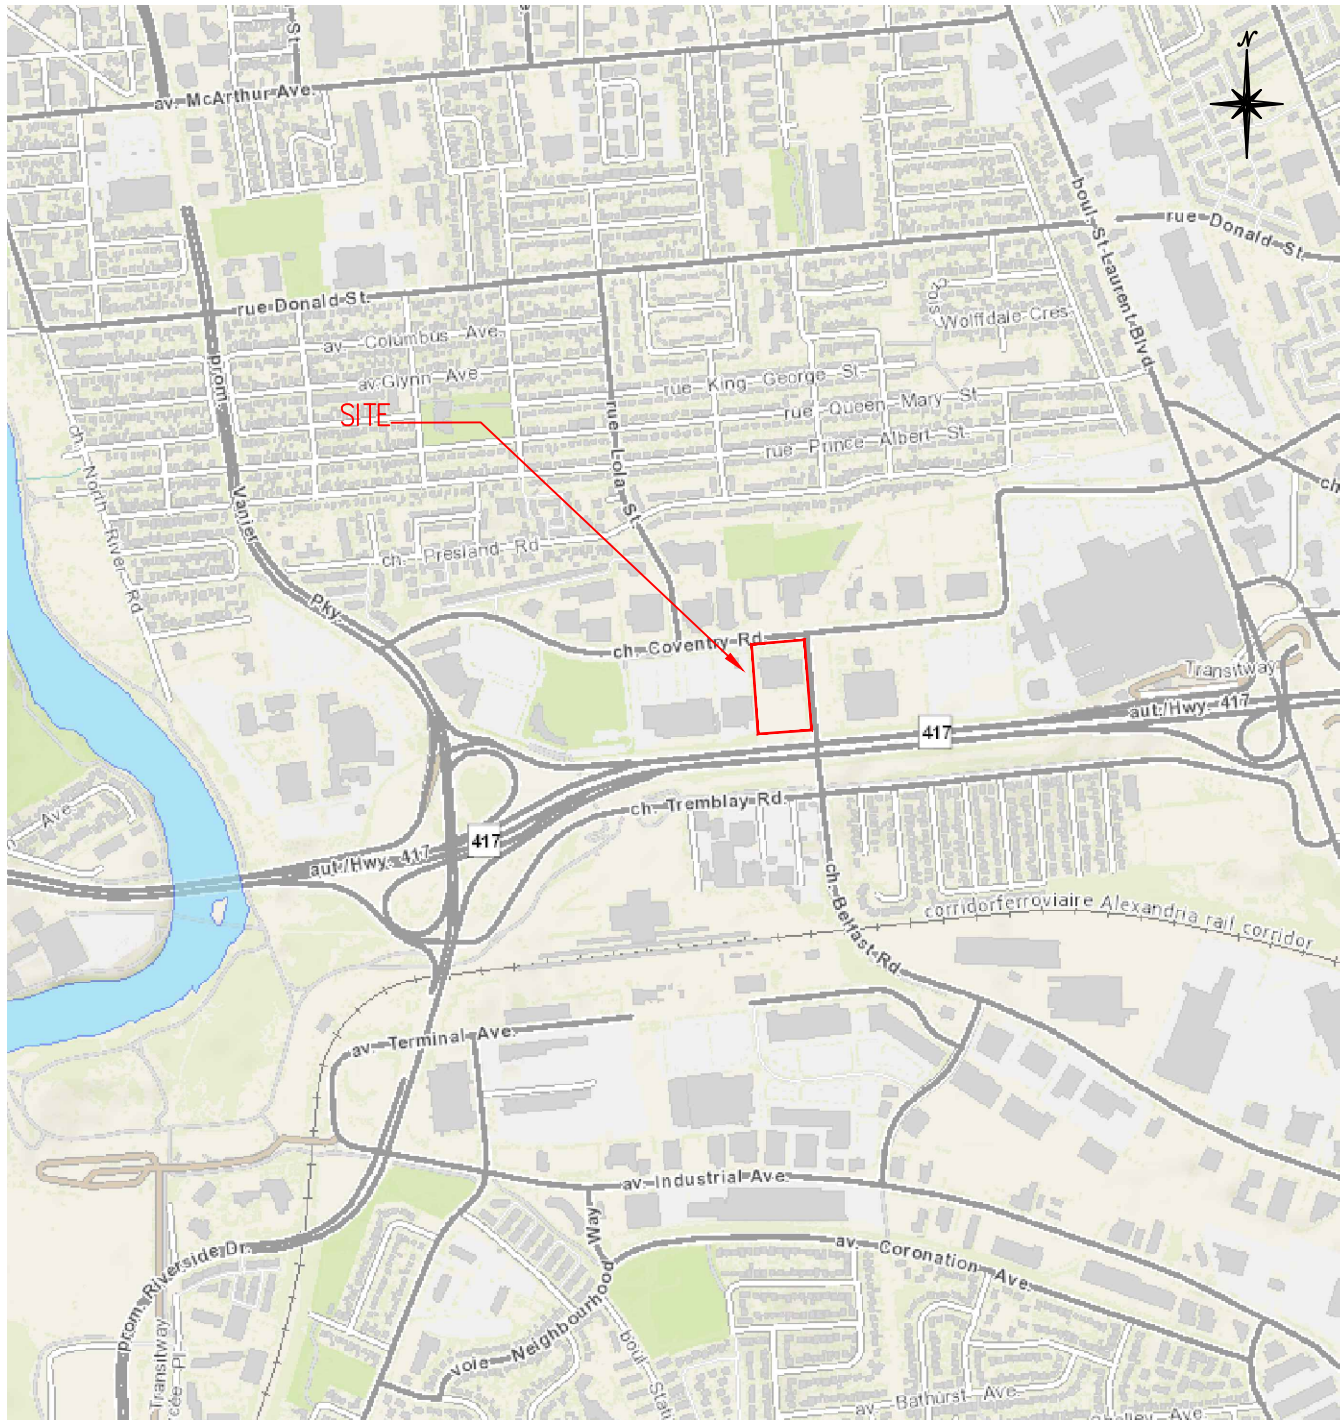 St
N
av. McArthur Ave.
boul. St-Laurent-Blvd
rue Donald St.
rue Donald St.
Wolffdale Cres
av. Columbus Ave.
prom.
av. Glynn Ave
rue King George St
SITE
rue Queen Mary St
rue Lola St
rue Prince Albert St.
ch. North River Rd
ch
Vanier
ch. Presland Rd
Pky.
ch. Coventry Rd.
Transitway
aut./Hwy. 417
417
ch. Tremblay Rd.
Ave
417
aut./Hwy. 417
ch. Belfast Rd.
corridor ferroviaire Alexandria rail corridor
av. Terminal Ave.
av. Industrial Ave.
prom. Riverside Dr.
av. Coronation Ave.
voie Neighbourhood Way
boul.
Transitway
av. Bathurst Ave.